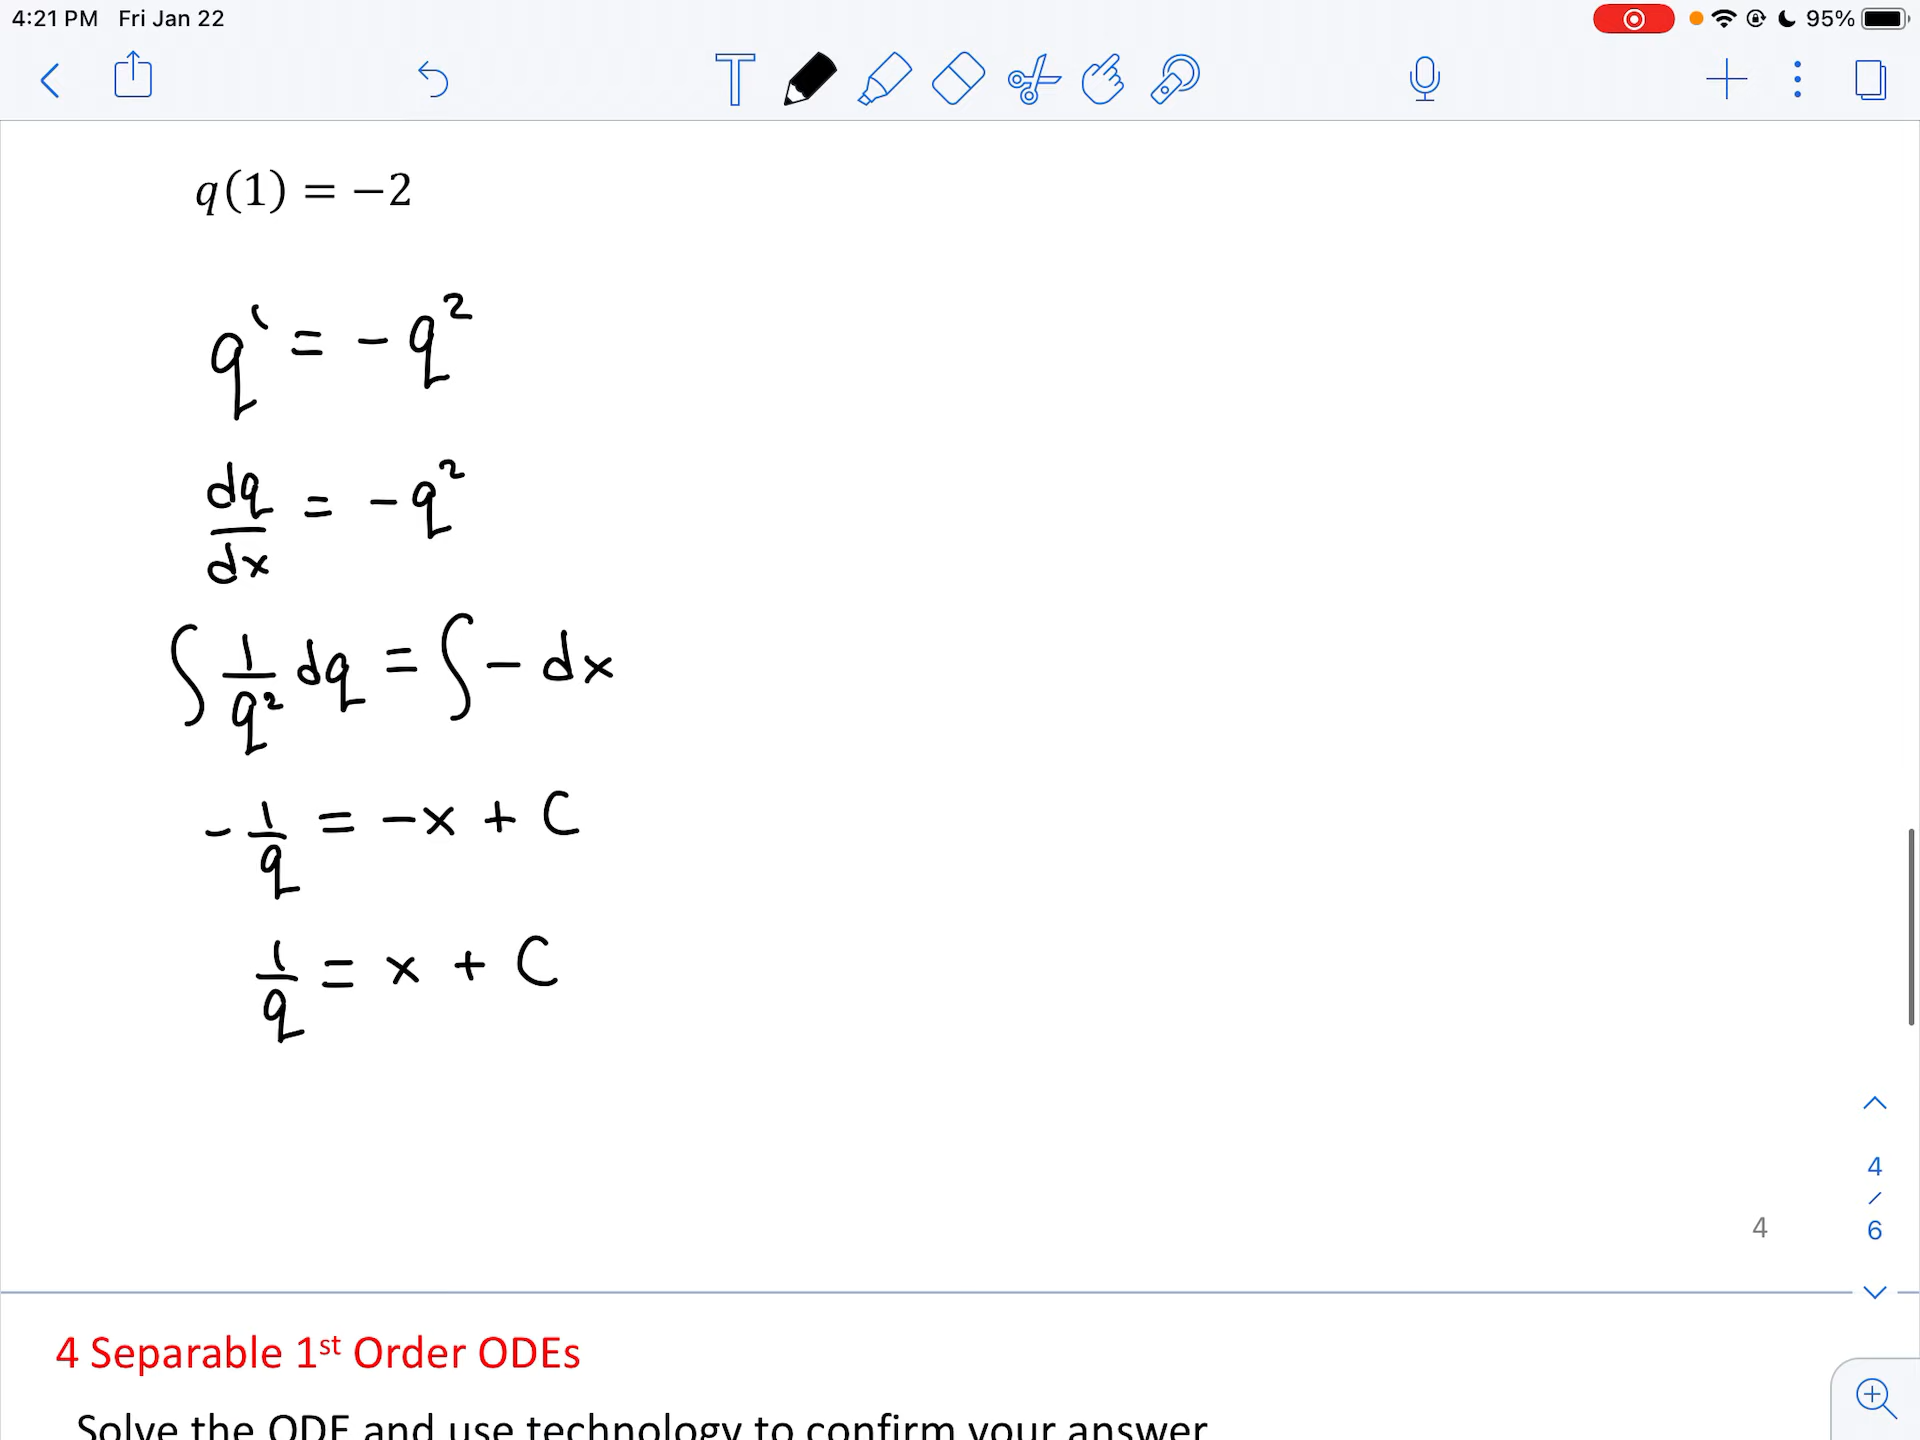 4:21 PM Fri Jan 22 95%
T
q(1) = −2
q' = - q²
dq/dx = - q²
∫ 1/q² dq = ∫ - dx
- 1/q = -x + C
1/q = x + C
4
/
6
4
4 Separable 1st Order ODEs
Solve the ODE and use technology to confirm your answer